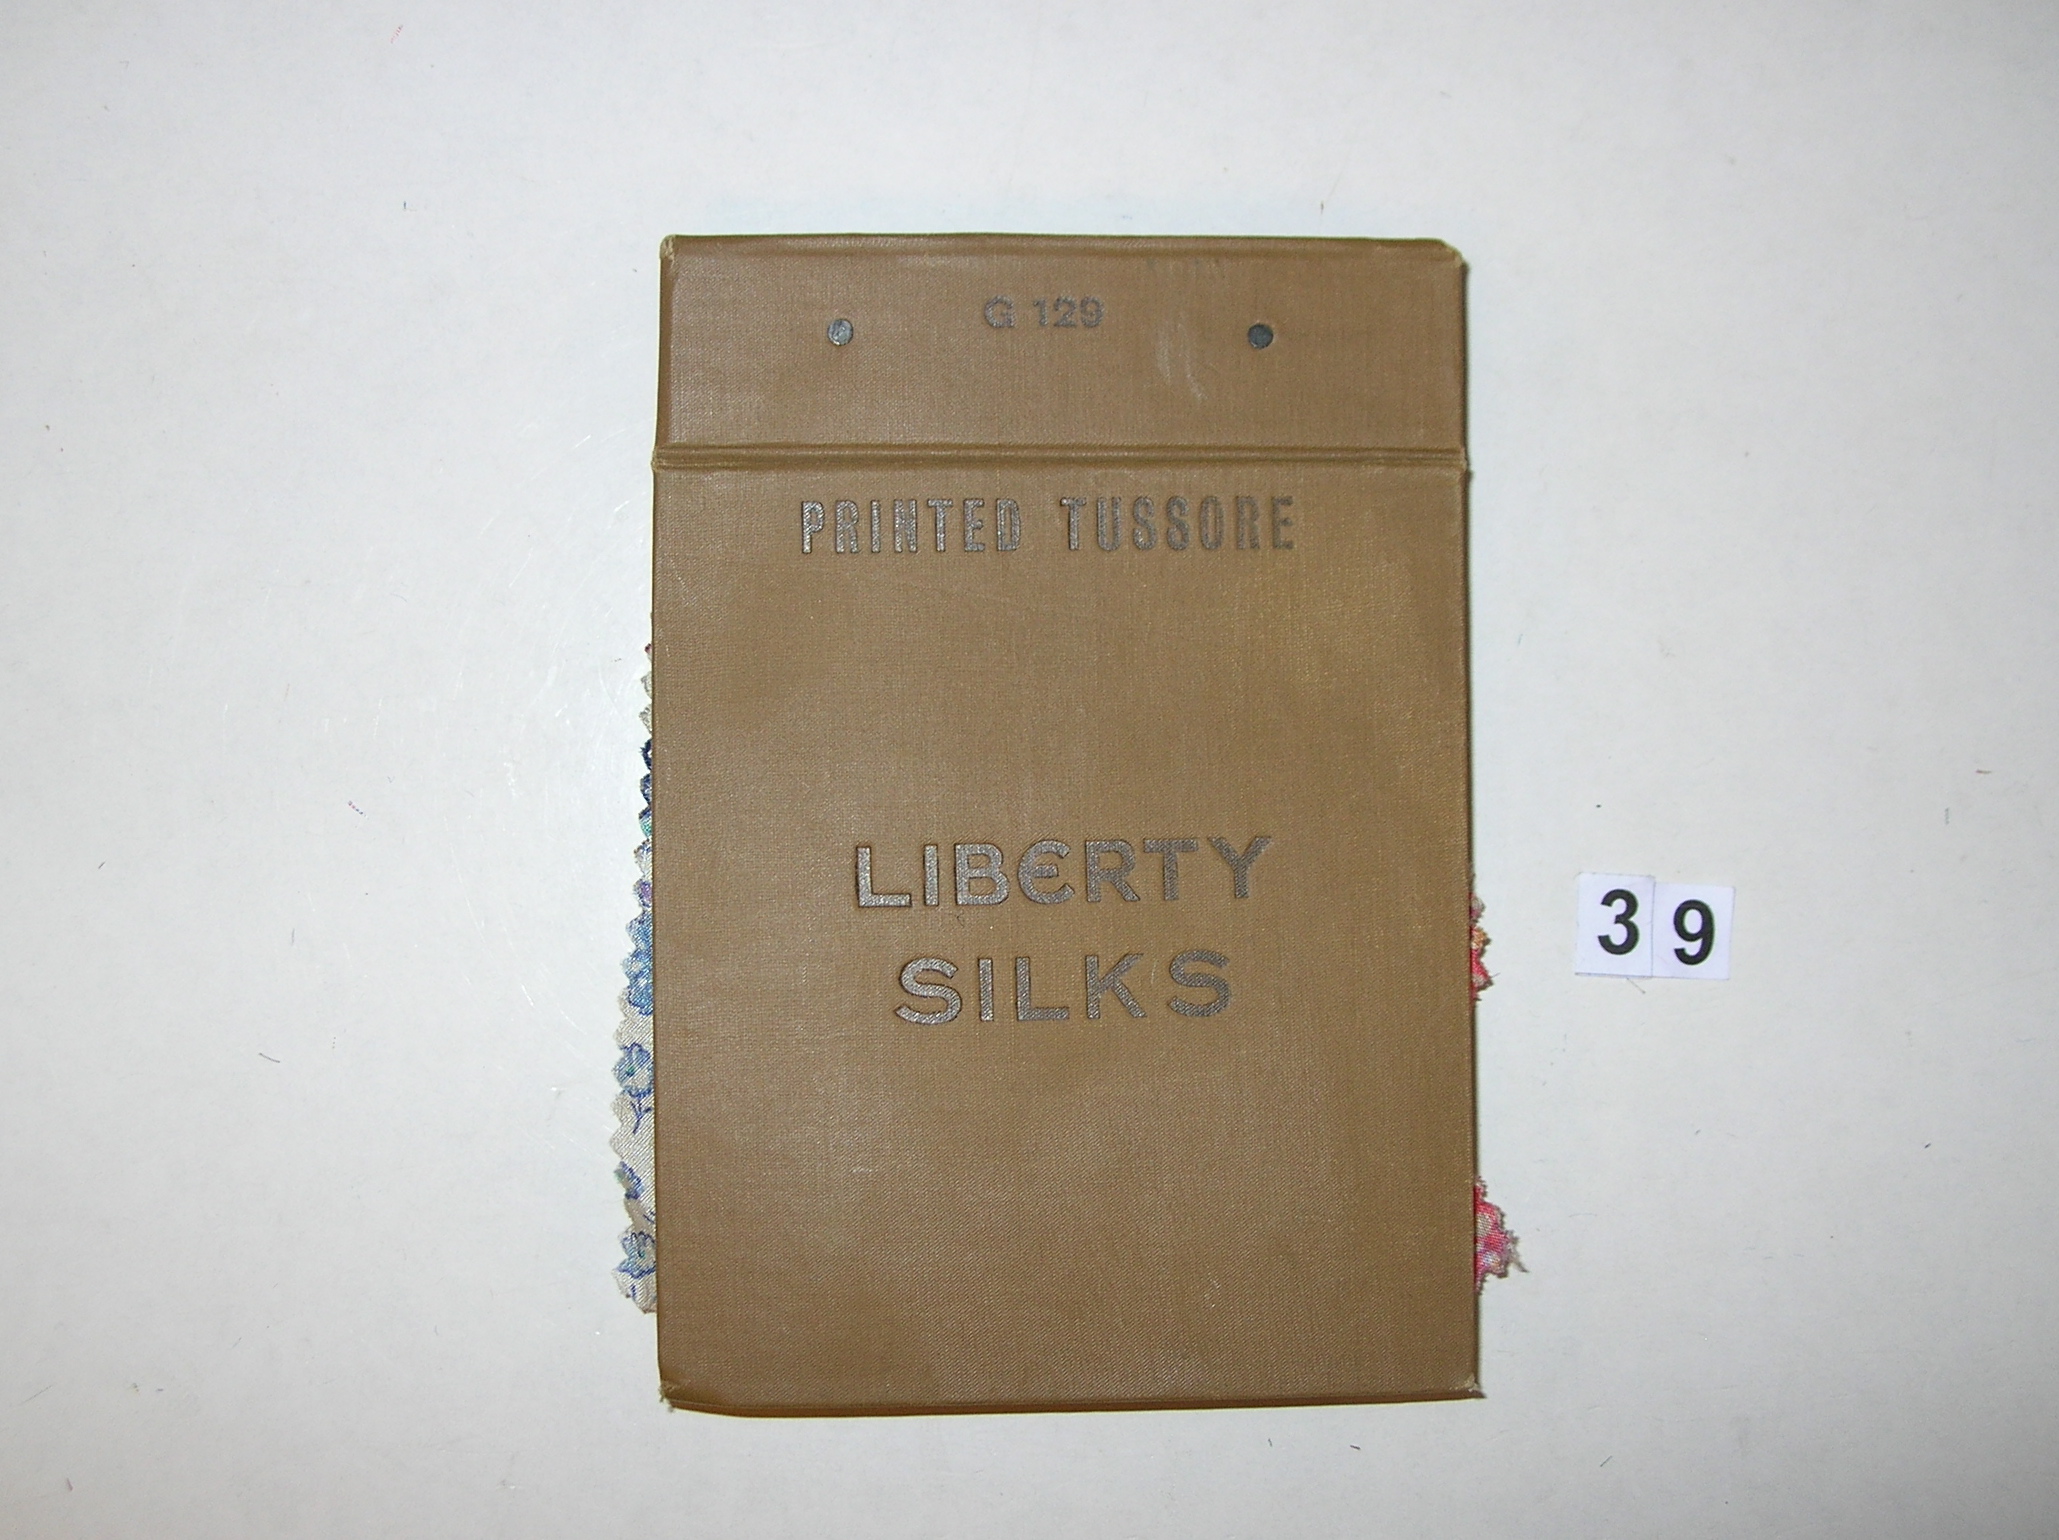 G 129
PRINTED TUSSORE
LIBERTY
SILKS
39